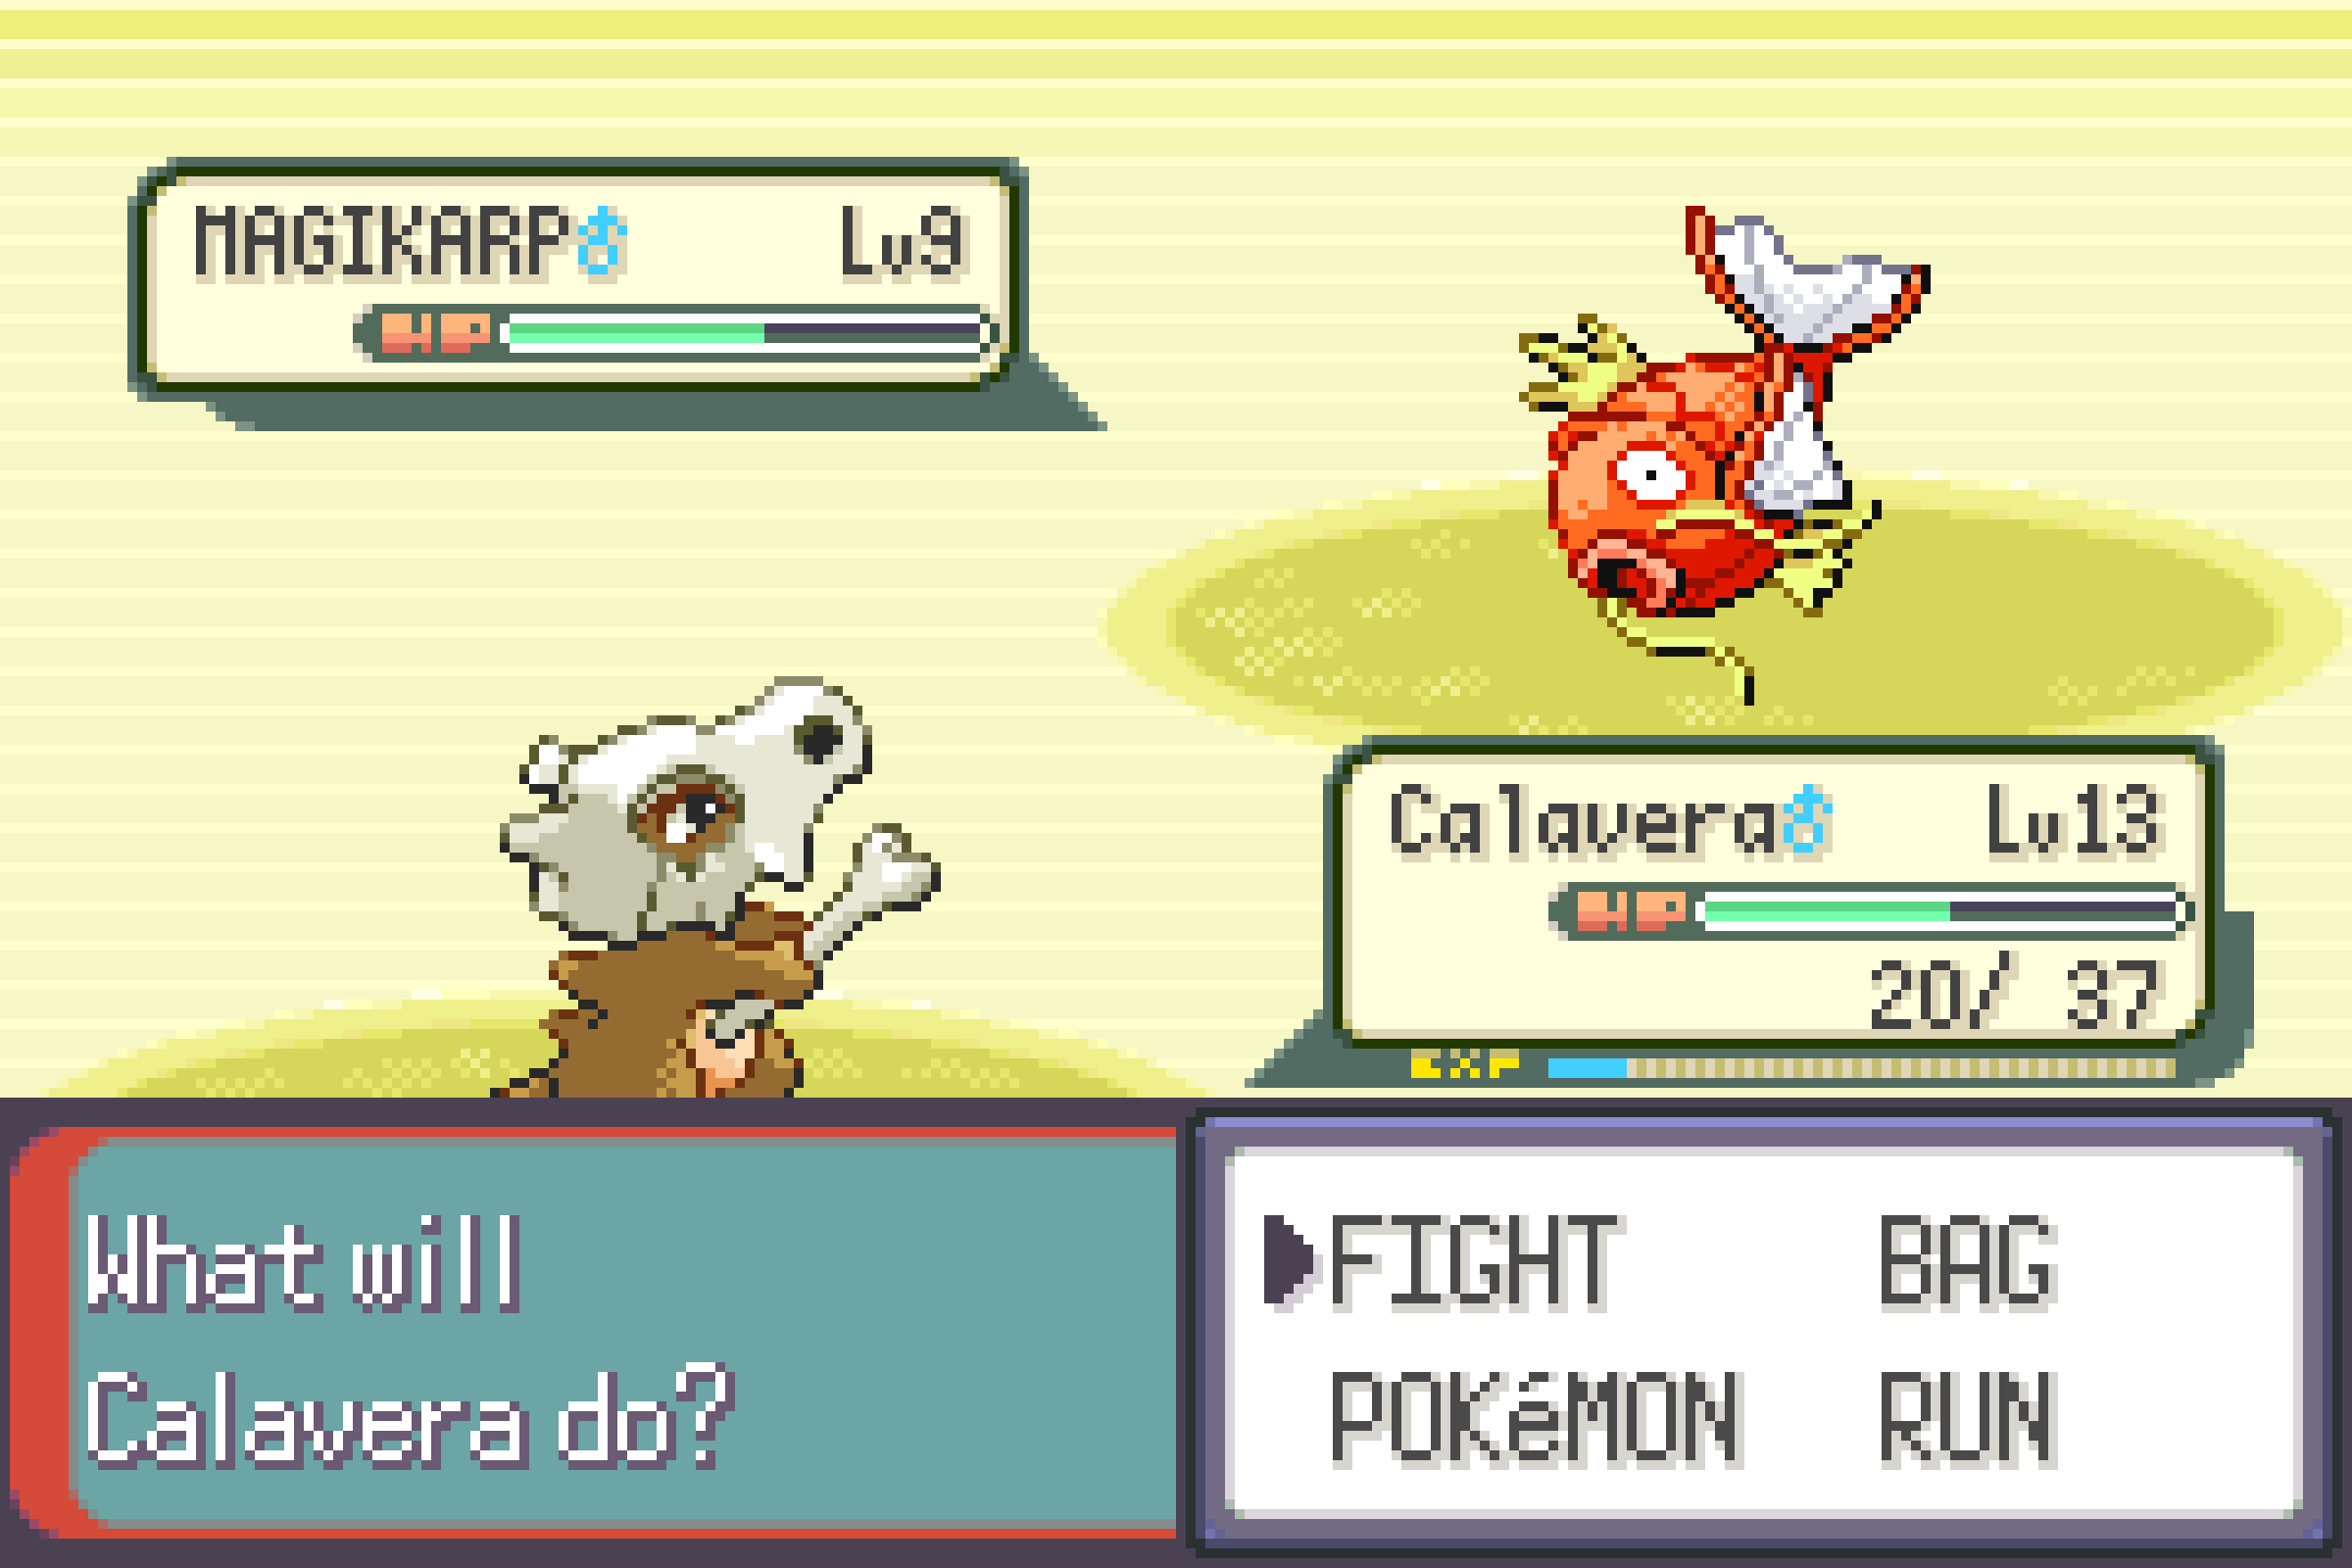 MAGIKARP♂ Lv9
HP
Calavera♂ Lv13
HP
20/ 37
EXP
What will
Calavera do?
FIGHT BAG
POKéMON RUN